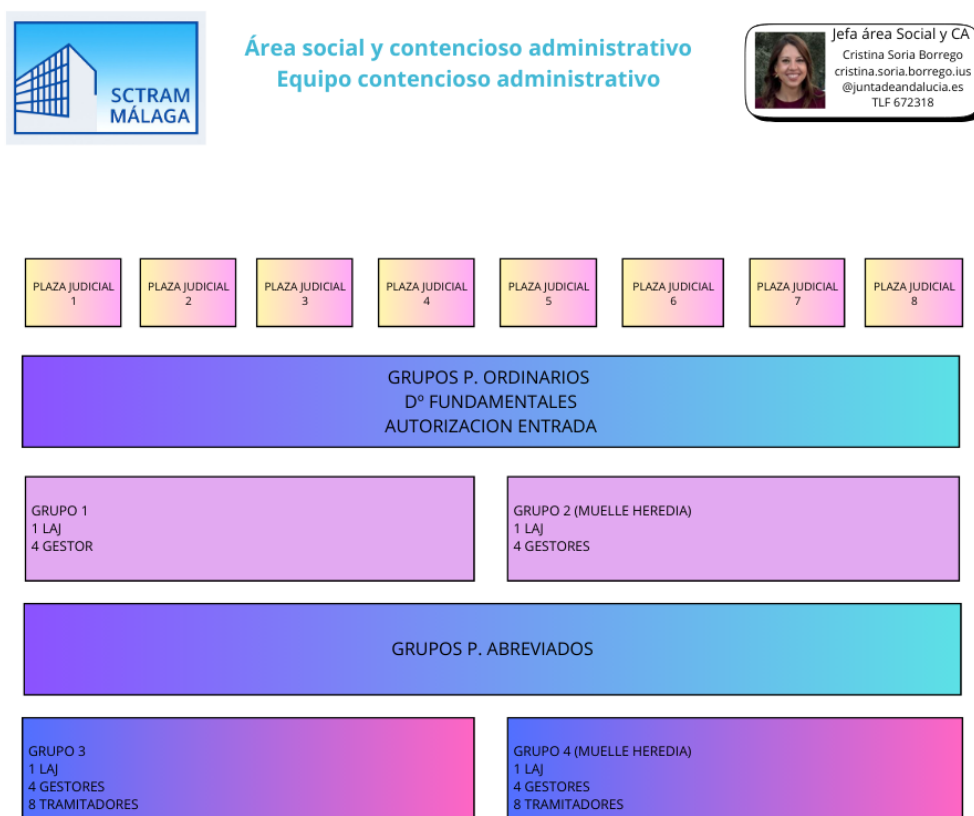 SCTRAM
MÁLAGA
Área social y contencioso administrativo
Equipo contencioso administrativo
Jefa área Social y CA
Cristina Soria Borrego
cristina.soria.borrego.ius
@juntadeandalucia.es
TLF 672318
PLAZA JUDICIAL
1
PLAZA JUDICIAL
2
PLAZA JUDICIAL
3
PLAZA JUDICIAL
4
PLAZA JUDICIAL
5
PLAZA JUDICIAL
6
PLAZA JUDICIAL
7
PLAZA JUDICIAL
8
GRUPOS P. ORDINARIOS
Dº FUNDAMENTALES
AUTORIZACION ENTRADA
GRUPO 1
1 LAJ
4 GESTOR
GRUPO 2 (MUELLE HEREDIA)
1 LAJ
4 GESTORES
GRUPOS P. ABREVIADOS
GRUPO 3
1 LAJ
4 GESTORES
8 TRAMITADORES
GRUPO 4 (MUELLE HEREDIA)
1 LAJ
4 GESTORES
8 TRAMITADORES